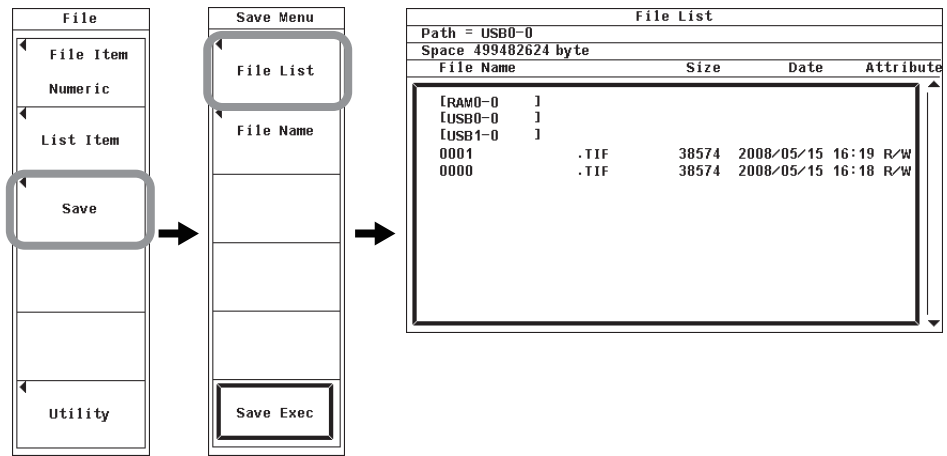 File
File Item
Numeric
List Item
Save
Utility
Save Menu
File List
File Name
Save Exec
File List
Path = USB0-0
Space 499482624 byte
File Name Size Date Attribute
[RAM0-0 ]
[USB0-0 ]
[USB1-0 ]
0001 .TIF 38574 2008/05/15 16:19 R/W
0000 .TIF 38574 2008/05/15 16:18 R/W